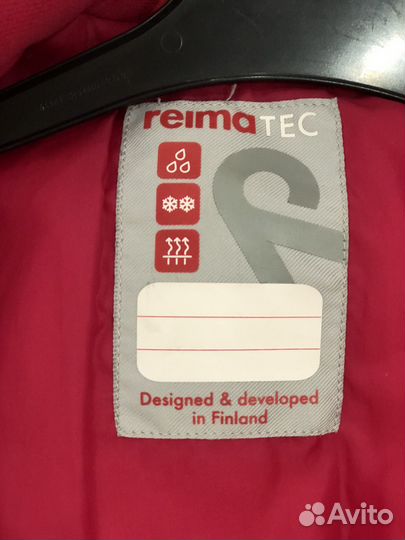 reima TEC
Designed & developed
in Finland
Avito